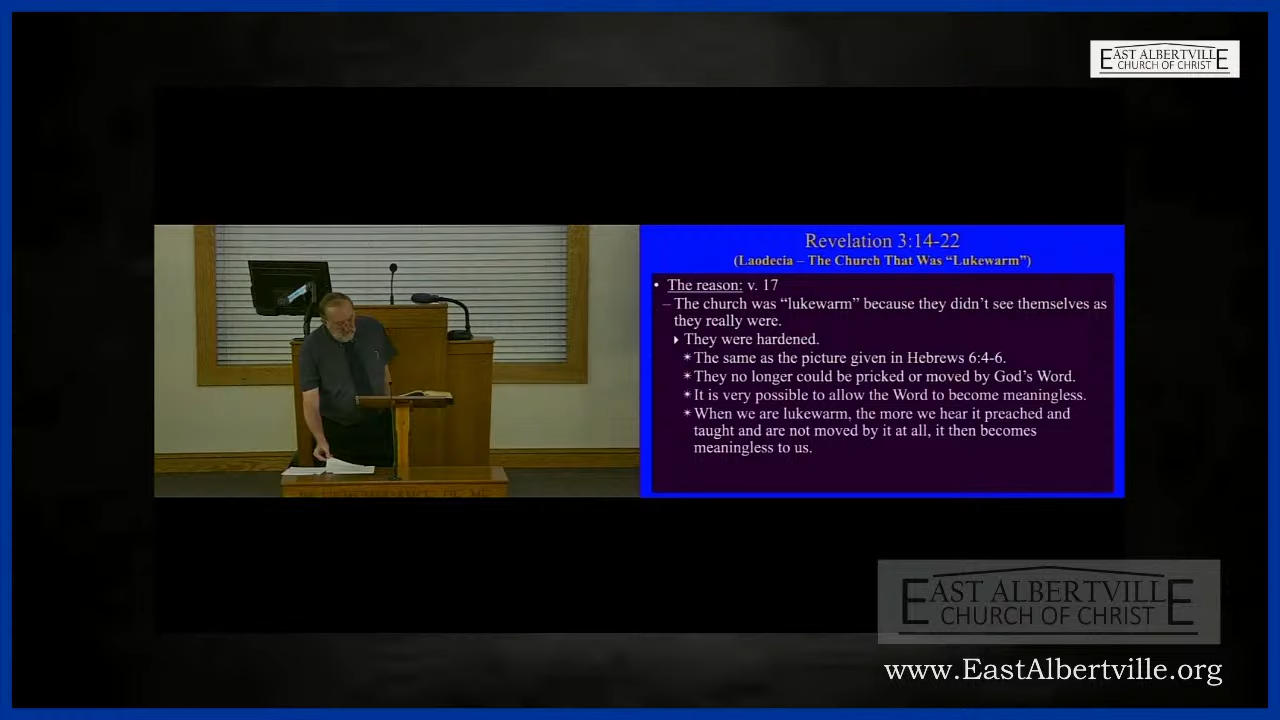 EAST ALBERTVILLE
CHURCH OF CHRIST
Revelation 3:14-22
(Laodecia – The Church That Was “Lukewarm”)
• The reason: v. 17
– The church was “lukewarm” because they didn’t see themselves as
they really were.
They were hardened.
* The same as the picture given in Hebrews 6:4-6.
* They no longer could be pricked or moved by God’s Word.
* It is very possible to allow the Word to become meaningless.
* When we are lukewarm, the more we hear it preached and
taught and are not moved by it at all, it then becomes
meaningless to us.
IN REMEMBRANCE OF ME
EAST ALBERTVILLE
CHURCH OF CHRIST
www.EastAlbertville.org